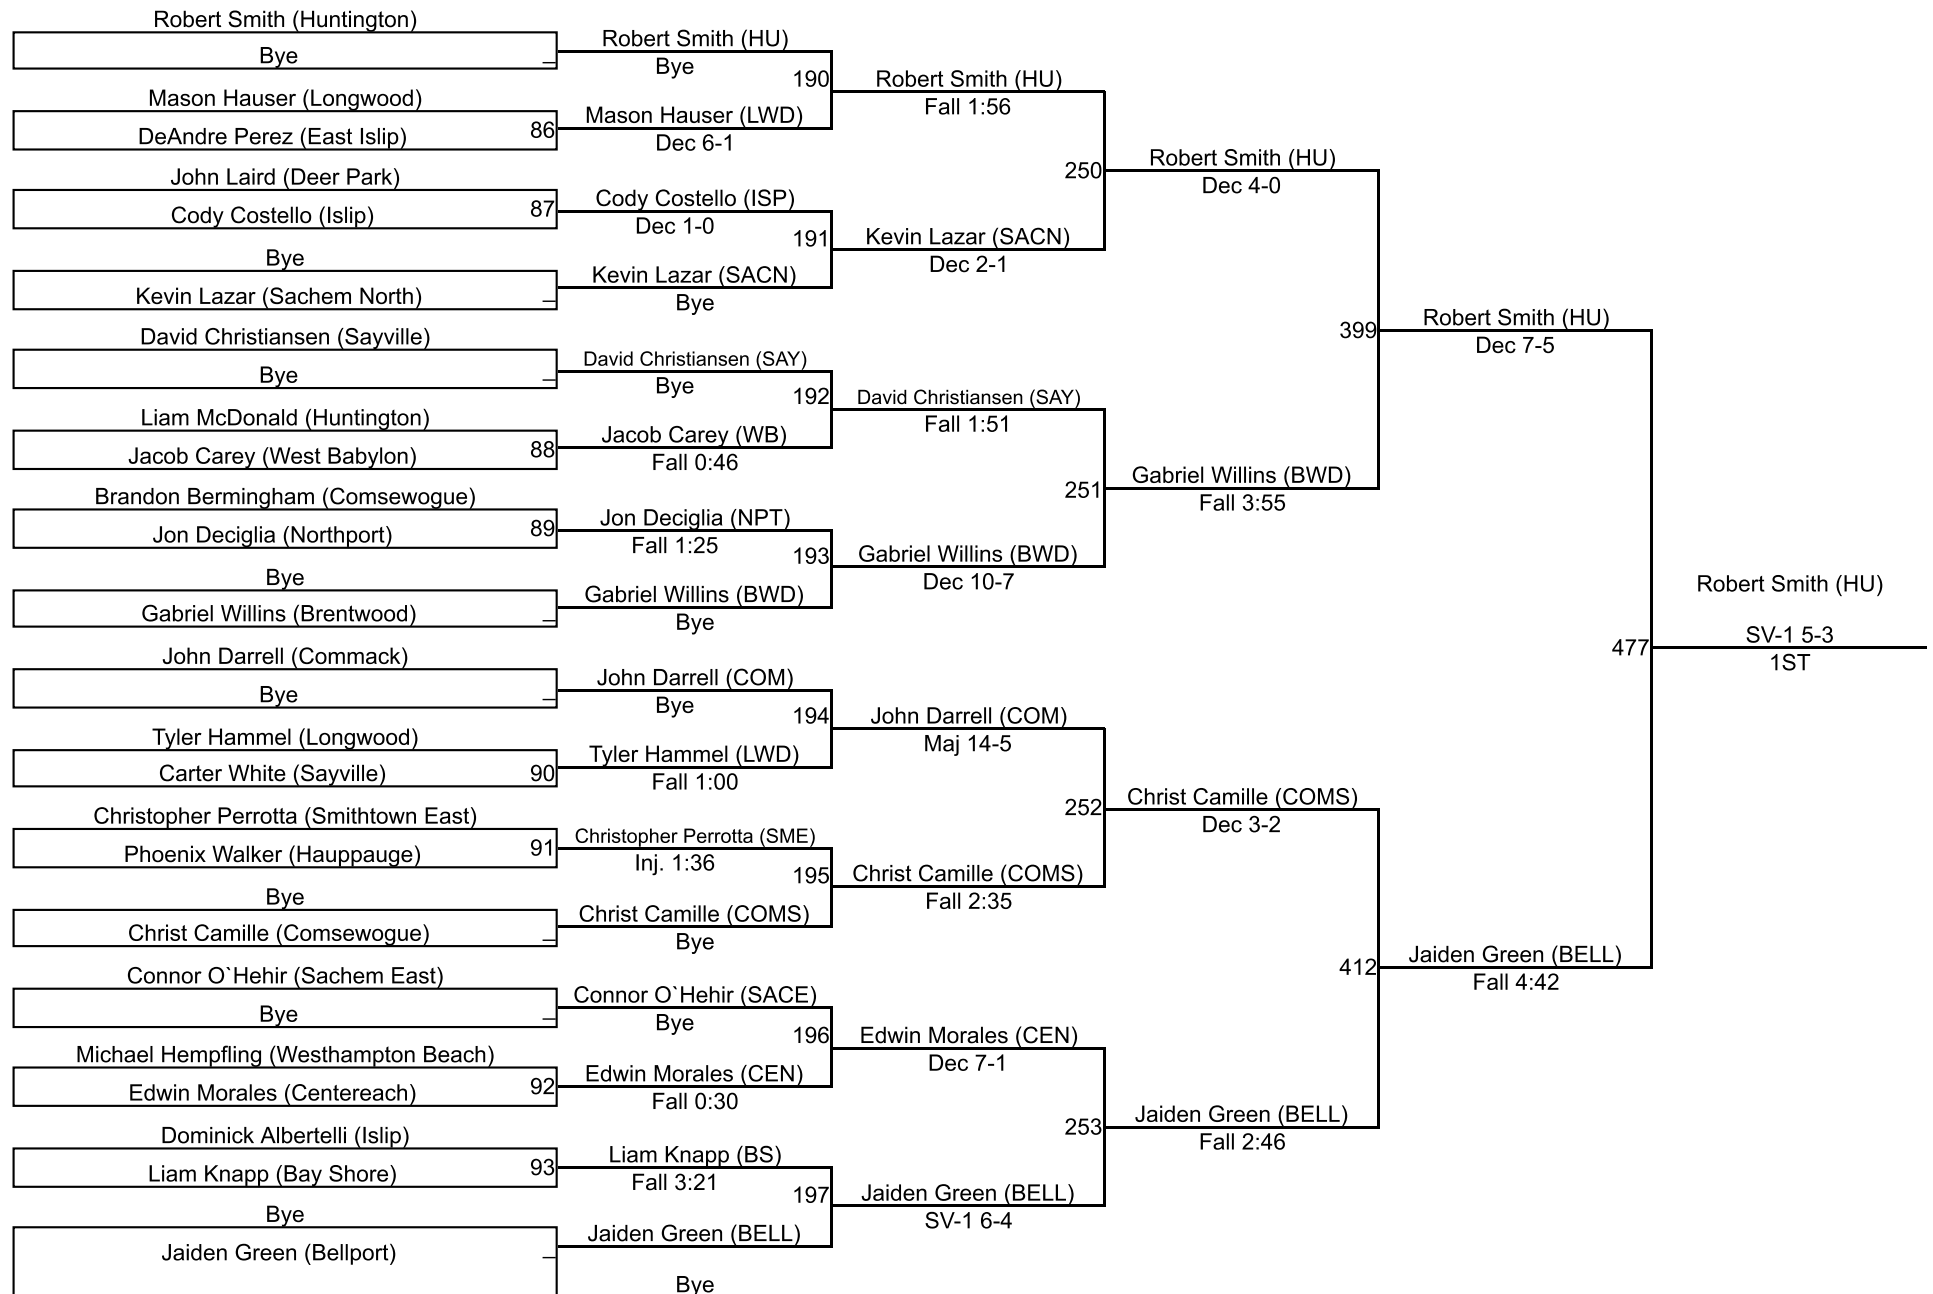 Robert Smith (Huntington)
Bye _
Robert Smith (HU)
Bye
190
Mason Hauser (Longwood)
DeAndre Perez (East Islip) 86
Mason Hauser (LWD)
Dec 6-1
Robert Smith (HU)
Fall 1:56
John Laird (Deer Park)
Cody Costello (Islip) 87
Cody Costello (ISP)
Dec 1-0
191
Bye
Kevin Lazar (Sachem North) _
Kevin Lazar (SACN)
Bye
Kevin Lazar (SACN)
Dec 2-1
250
Robert Smith (HU)
Dec 4-0
David Christiansen (Sayville)
Bye _
David Christiansen (SAY)
Bye
192
Liam McDonald (Huntington)
Jacob Carey (West Babylon) 88
Jacob Carey (WB)
Fall 0:46
David Christiansen (SAY)
Fall 1:51
Brandon Bermingham (Comsewogue)
Jon Deciglia (Northport) 89
Jon Deciglia (NPT)
Fall 1:25
193
Bye
Gabriel Willins (Brentwood) _
Gabriel Willins (BWD)
Bye
Gabriel Willins (BWD)
Dec 10-7
251
Gabriel Willins (BWD)
Fall 3:55
399
Robert Smith (HU)
Dec 7-5
John Darrell (Commack)
Bye _
John Darrell (COM)
Bye
194
Tyler Hammel (Longwood)
Carter White (Sayville) 90
Tyler Hammel (LWD)
Fall 1:00
John Darrell (COM)
Maj 14-5
Christopher Perrotta (Smithtown East)
Phoenix Walker (Hauppauge) 91
Christopher Perrotta (SME)
Inj. 1:36
195
Bye
Christ Camille (Comsewogue) _
Christ Camille (COMS)
Bye
Christ Camille (COMS)
Fall 2:35
252
Christ Camille (COMS)
Dec 3-2
Connor O`Hehir (Sachem East)
Bye _
Connor O`Hehir (SACE)
Bye
196
Michael Hempfling (Westhampton Beach)
Edwin Morales (Centereach) 92
Edwin Morales (CEN)
Fall 0:30
Edwin Morales (CEN)
Dec 7-1
Dominick Albertelli (Islip)
Liam Knapp (Bay Shore) 93
Liam Knapp (BS)
Fall 3:21
197
Bye
Jaiden Green (Bellport) _
Jaiden Green (BELL)
Bye
Jaiden Green (BELL)
SV-1 6-4
253
Jaiden Green (BELL)
Fall 2:46
412
Jaiden Green (BELL)
Fall 4:42
477
Robert Smith (HU)
SV-1 5-3
1ST